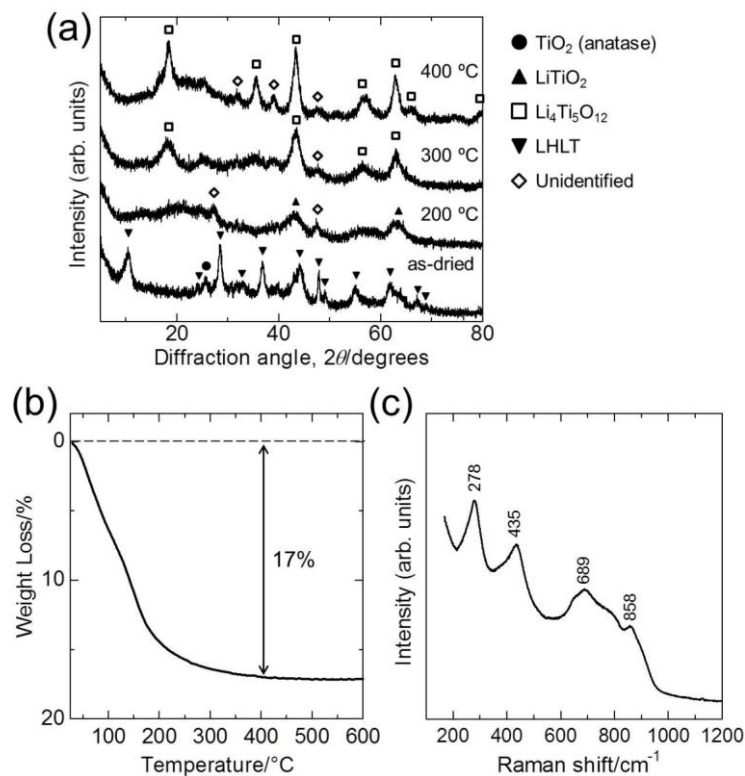 (a)
400 ºC
300 ºC
200 ºC
as-dried
Intensity (arb. units)
20
40
60
80
Diffraction angle, 2θ/degrees
TiO₂ (anatase)
LiTiO₂
Li₄Ti₅O₁₂
LHLT
Unidentified
(b)
0
10
20
17%
Weight Loss/%
100
200
300
400
500
600
Temperature/°C
(c)
278
435
689
858
Intensity (arb. units)
200
400
600
800
1000
1200
Raman shift/cm⁻¹